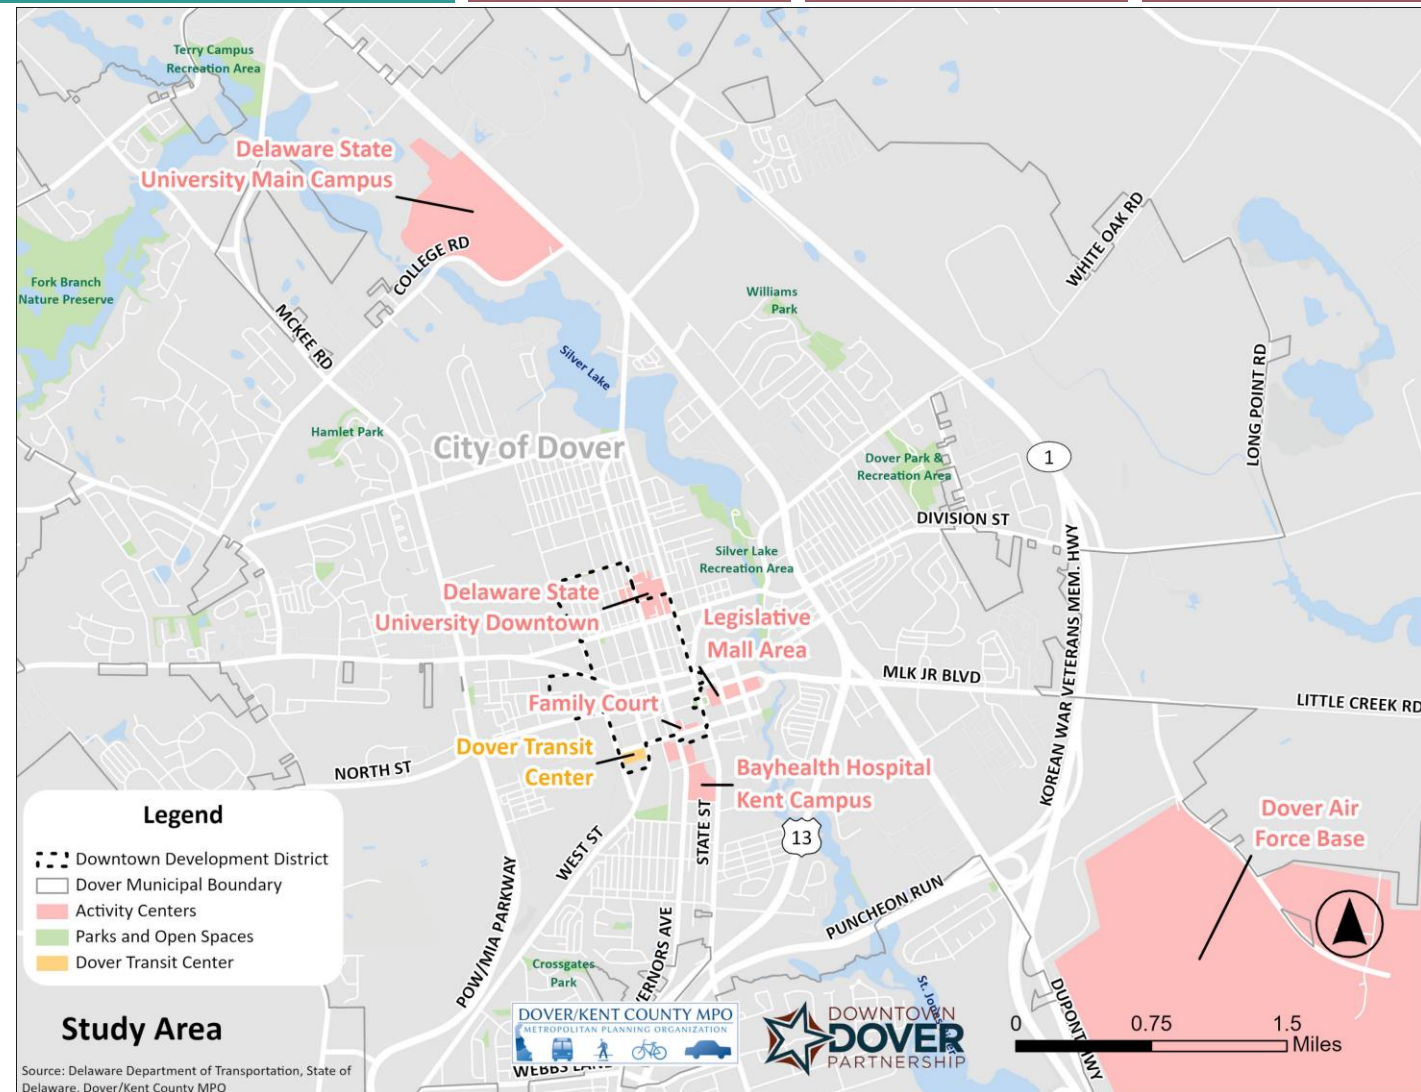 Terry Campus
Recreation Area
Delaware State
University Main Campus
COLLEGE RD
WHITE OAK RD
Fork Branch
Nature Preserve
MCKEE RD
Williams
Park
Silver Lake
LONG POINT RD
Hamlet Park
City of Dover
1
Dover Park &
Recreation Area
DIVISION ST
Silver Lake
Recreation Area
Delaware State
University Downtown
Legislative
Mall Area
KOREAN WAR VETERANS MEM. HWY
MLK JR BLVD
LITTLE CREEK RD
Family Court
Dover Transit
Center
NORTH ST
Bayhealth Hospital
Kent Campus
STATE ST
13
WEST ST
Dover Air
Force Base
PUNCHEON RUN
POW/MIA PARKWAY
VERNORS AVE
Crossgates
Park
St. Jones
DUPONT HWY
WEBBS LAN
Legend
Downtown Development District
Dover Municipal Boundary
Activity Centers
Parks and Open Spaces
Dover Transit Center
Study Area
Source: Delaware Department of Transportation, State of
Delaware, Dover/Kent County MPO
DOVER/KENT COUNTY MPO
METROPOLITAN PLANNING ORGANIZATION
DOWNTOWN
DOVER
PARTNERSHIP
0 0.75 1.5
Miles